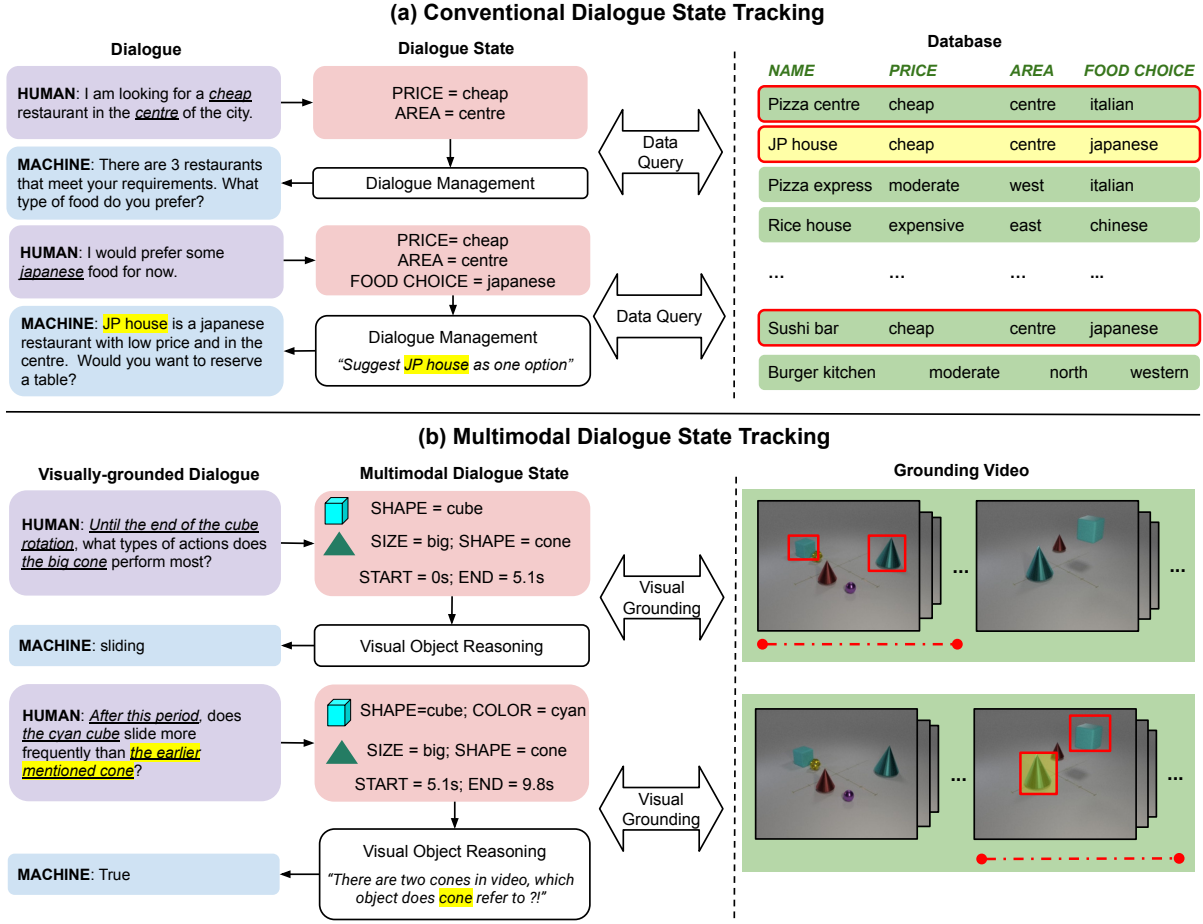 (a) Conventional Dialogue State Tracking
Dialogue
Dialogue State
Database
HUMAN: I am looking for a cheap
restaurant in the centre of the city.
PRICE = cheap
AREA = centre
MACHINE: There are 3 restaurants
that meet your requirements. What
type of food do you prefer?
Dialogue Management
Data
Query
HUMAN: I would prefer some
japanese food for now.
PRICE= cheap
AREA = centre
FOOD CHOICE = japanese
MACHINE: JP house is a japanese
restaurant with low price and in the
centre. Would you want to reserve
a table?
Dialogue Management
“Suggest JP house as one option”
Data Query
NAME PRICE AREA FOOD CHOICE
Pizza centre cheap centre italian
JP house cheap centre japanese
Pizza express moderate west italian
Rice house expensive east chinese
... ... ... ...
Sushi bar cheap centre japanese
Burger kitchen moderate north western
(b) Multimodal Dialogue State Tracking
Visually-grounded Dialogue
Multimodal Dialogue State
Grounding Video
HUMAN: Until the end of the cube
rotation, what types of actions does
the big cone perform most?
SHAPE = cube
SIZE = big; SHAPE = cone
START = 0s; END = 5.1s
MACHINE: sliding
Visual Object Reasoning
Visual
Grounding
... ...
HUMAN: After this period, does
the cyan cube slide more
frequently than the earlier
mentioned cone?
SHAPE=cube; COLOR = cyan
SIZE = big; SHAPE = cone
START = 5.1s; END = 9.8s
MACHINE: True
Visual Object Reasoning
“There are two cones in video, which
object does cone refer to ?!”
Visual
Grounding
... ...